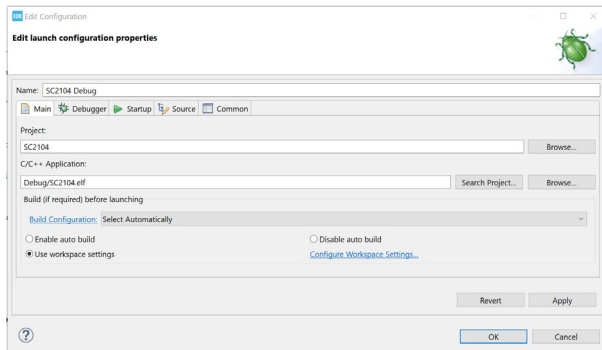 IDE Edit Configuration
Edit launch configuration properties
Name: SC2104 Debug
Main Debugger Startup Source Common
Project:
SC2104 Browse...
C/C++ Application:
Debug/SC2104.elf Search Project... Browse...
Build (if required) before launching
Build Configuration: Select Automatically
Enable auto build Disable auto build
Use workspace settings Configure Workspace Settings...
Revert Apply
? OK Cancel